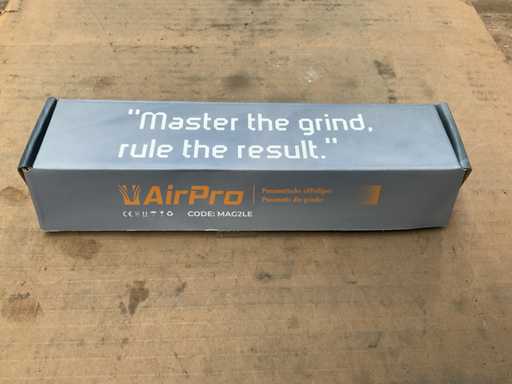 "Master the grind,
rule the result."
AirPro
CODE: MAG2LE